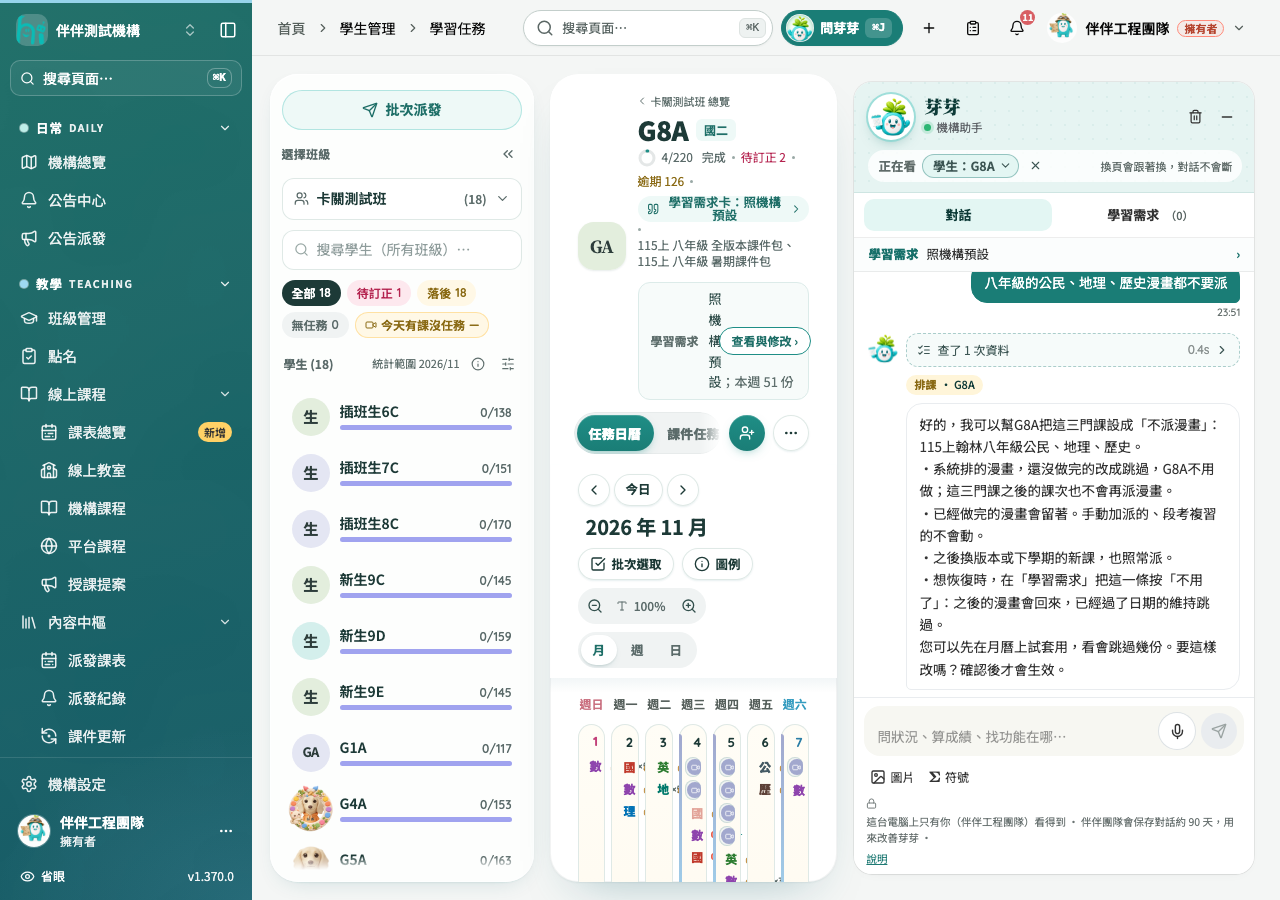 伴伴測試機構
搜尋頁面… ⌘K
日常 DAILY
機構總覽
公告中心
公告派發
教學 TEACHING
班級管理
點名
線上課程
課表總覽 新增
線上教室
機構課程
平台課程
授課提案
內容中樞
派發課表
派發紀錄
課件更新
機構設定
伴伴工程團隊
擁有者
省眼 v1.370.0
首頁 > 學生管理 > 學習任務
搜尋頁面… ⌘K
問芽芽 ⌘J
11
伴伴工程團隊 擁有者
批次派發
選擇班級
卡關測試班 (18)
搜尋學生（所有班級）…
全部 18 待訂正 1 落後 18
無任務 0 今天有課沒任務 —
學生 (18) 統計範圍 2026/11
生 插班生6C 0/138
生 插班生7C 0/151
生 插班生8C 0/170
生 新生9C 0/145
生 新生9D 0/159
生 新生9E 0/145
GA G1A 0/117
G4A 0/153
G5A 0/163
卡關測試班 總覽
G8A 國二
4/220 完成 • 待訂正 2 •
逾期 126 •
學習需求卡：照機構
預設
•
GA
115上 八年級 全版本課件包、
115上 八年級 暑期課件包
學習需求 照機構預設；本週 51 份 查看與修改 ›
任務日曆 課件任務
今日
2026 年 11 月
批次選取 圖例
100%
月 週 日
週日 週一 週二 週三 週四 週五 週六
1 2 3 4 5 6 7
數 國 英 公
數 地 歷 數
理 國
數
國 英
芽芽
機構助手
正在看 學生：G8A × 換頁會跟著換，對話不會斷
對話 學習需求 (0)
學習需求 照機構預設 ›
八年級的公民、地理、歷史漫畫都不要派
23:51
查了 1 次資料 0.4s
排課 · G8A
好的，我可以幫G8A把這三門課設成「不派漫畫」：
115上翰林八年級公民、地理、歷史。
・系統排的漫畫，還沒做完的改成跳過，G8A不用
做；這三門課之後的課次也不會再派漫畫。
・已經做完的漫畫會留著。手動加派的、段考複習
的不會動。
・之後換版本或下學期的新課，也照常派。
・想恢復時，在「學習需求」把這一條按「不用
了」：之後的漫畫會回來，已經過了日期的維持跳
過。
您可以先在月曆上試套用，看會跳過幾份。要這樣
改嗎？確認後才會生效。
問狀況、算成績、找功能在哪…
圖片 Σ 符號
這台電腦上只有你（伴伴工程團隊）看得到 · 伴伴團隊會保存對話約 90 天，用
來改善芽芽 ·
說明